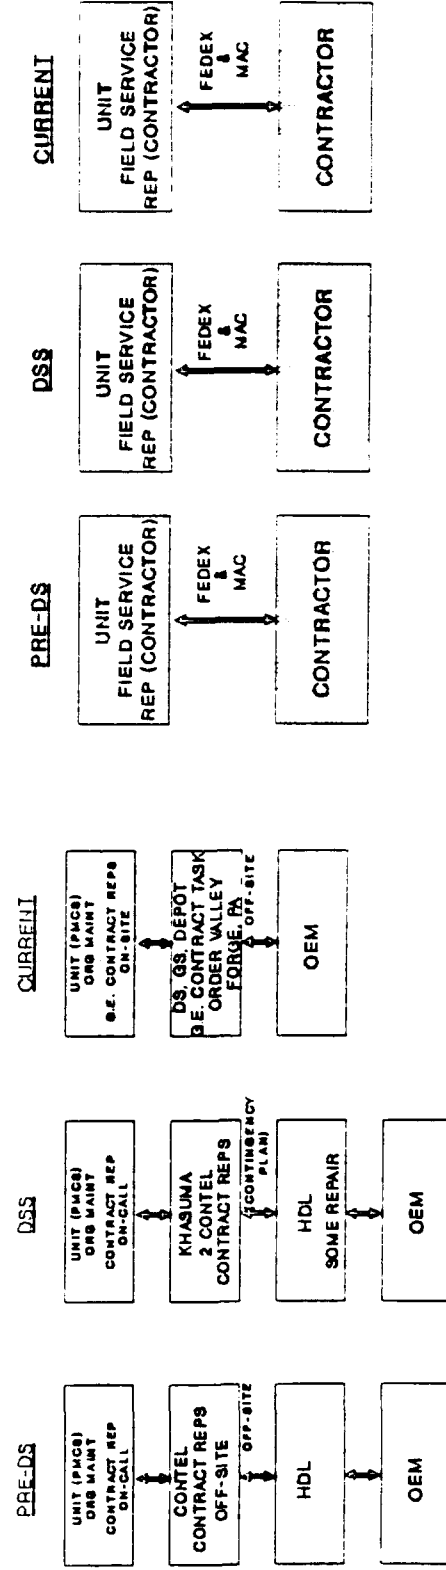 PRE-DS
UNIT (PMCS)
ORG MAINT
CONTRACT REP
ON-CALL
CONTEL
CONTRACT REPS
OFF-SITE
OFF-SITE
HDL
OEM
DSS
UNIT (PMCS)
ORG MAINT
CONTRACT REP
ON-CALL
KHASUMA
2 CONTEL
CONTRACT REPS
(CONTINGENCY
PLAN)
HDL
SOME REPAIR
OEM
CURRENT
UNIT (PMCS)
ORG MAINT
G.E. CONTRACT REPS
ON-SITE
DS, GS, DEPOT
G.E. CONTRACT TASK
ORDER VALLEY
FORGE, PA
OFF-SITE
OEM
PRE-DS
UNIT
FIELD SERVICE
REP (CONTRACTOR)
FEDEX
&
MAC
CONTRACTOR
DSS
UNIT
FIELD SERVICE
REP (CONTRACTOR)
FEDEX
&
MAC
CONTRACTOR
CURRENT
UNIT
FIELD SERVICE
REP (CONTRACTOR)
FEDEX
&
MAC
CONTRACTOR